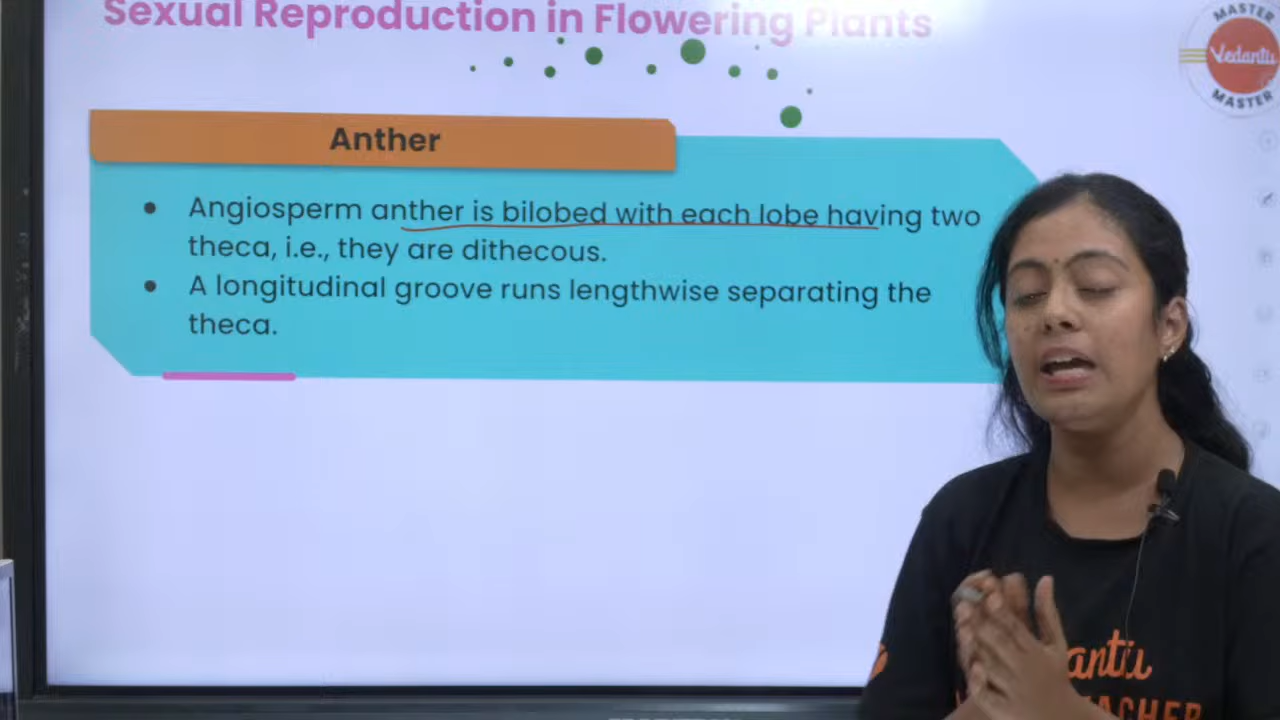 Sexual Reproduction in Flowering Plants
MASTER
Vedantu
MASTER
Anther
• Angiosperm anther is bilobed with each lobe having two
theca, i.e., they are dithecous.
• A longitudinal groove runs lengthwise separating the
theca.